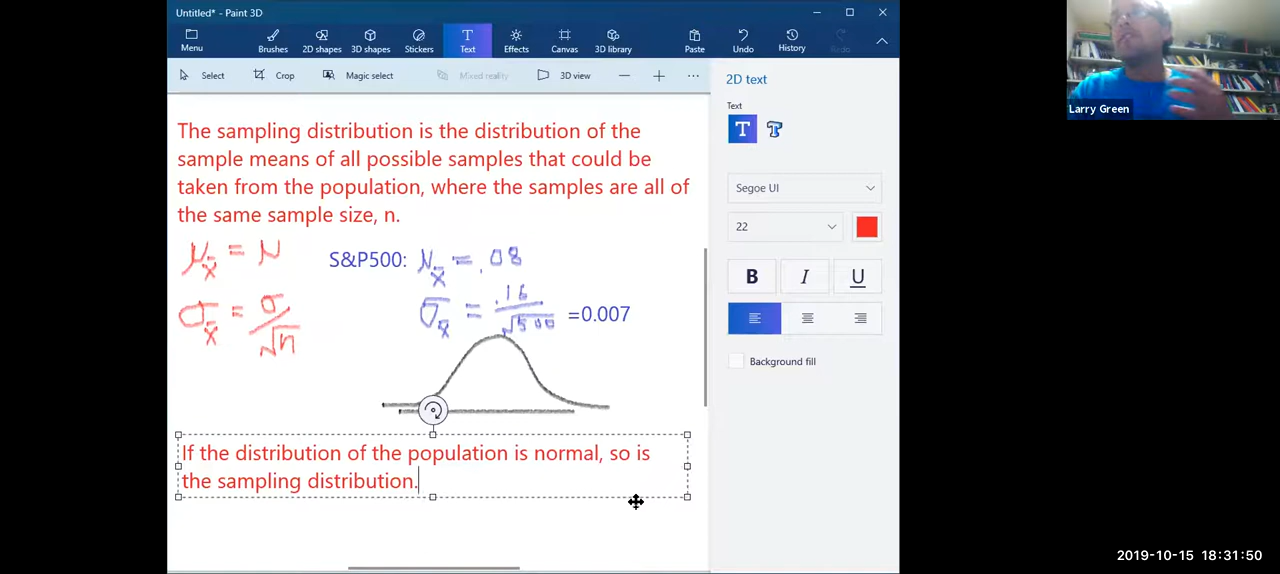 Untitled* - Paint 3D
Menu
Brushes
2D shapes
3D shapes
Stickers
Text
Effects
Canvas
3D library
Paste
Undo
History
Redo
Select
Crop
Magic select
Mixed reality
3D view
2D text
Text
Segoe UI
22
B I U
Background fill
The sampling distribution is the distribution of the
sample means of all possible samples that could be
taken from the population, where the samples are all of
the same sample size, n.
μx̄ = μ
S&P500: μx̄ = .08
σx̄ = σ/√n
σx̄ = .16/√500 =0.007
If the distribution of the population is normal, so is
the sampling distribution.
Larry Green
2019-10-15 18:31:50